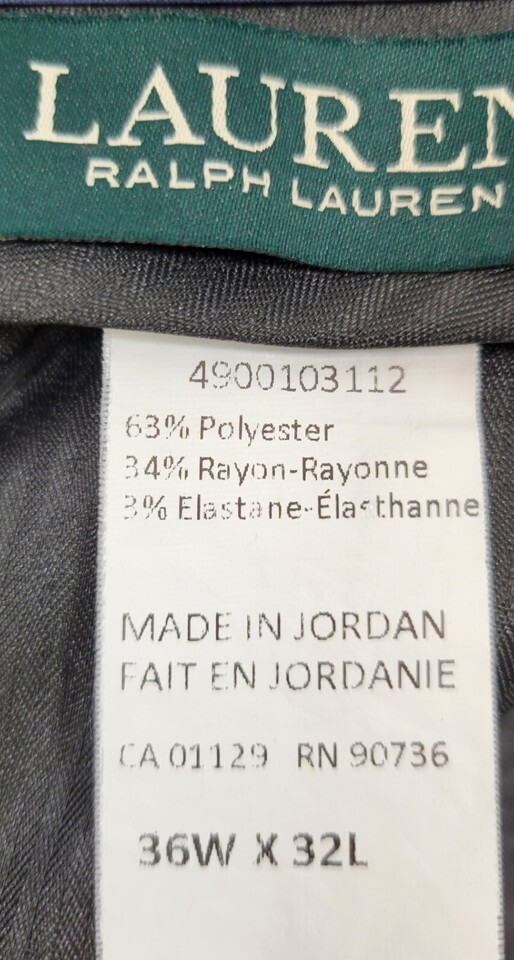 LAUREN
RALPH LAUREN
4900103112
63% Polyester
34% Rayon-Rayonne
3% Elastane-Élasthanne
MADE IN JORDAN
FAIT EN JORDANIE
CA 01129 RN 90736
36W X 32L